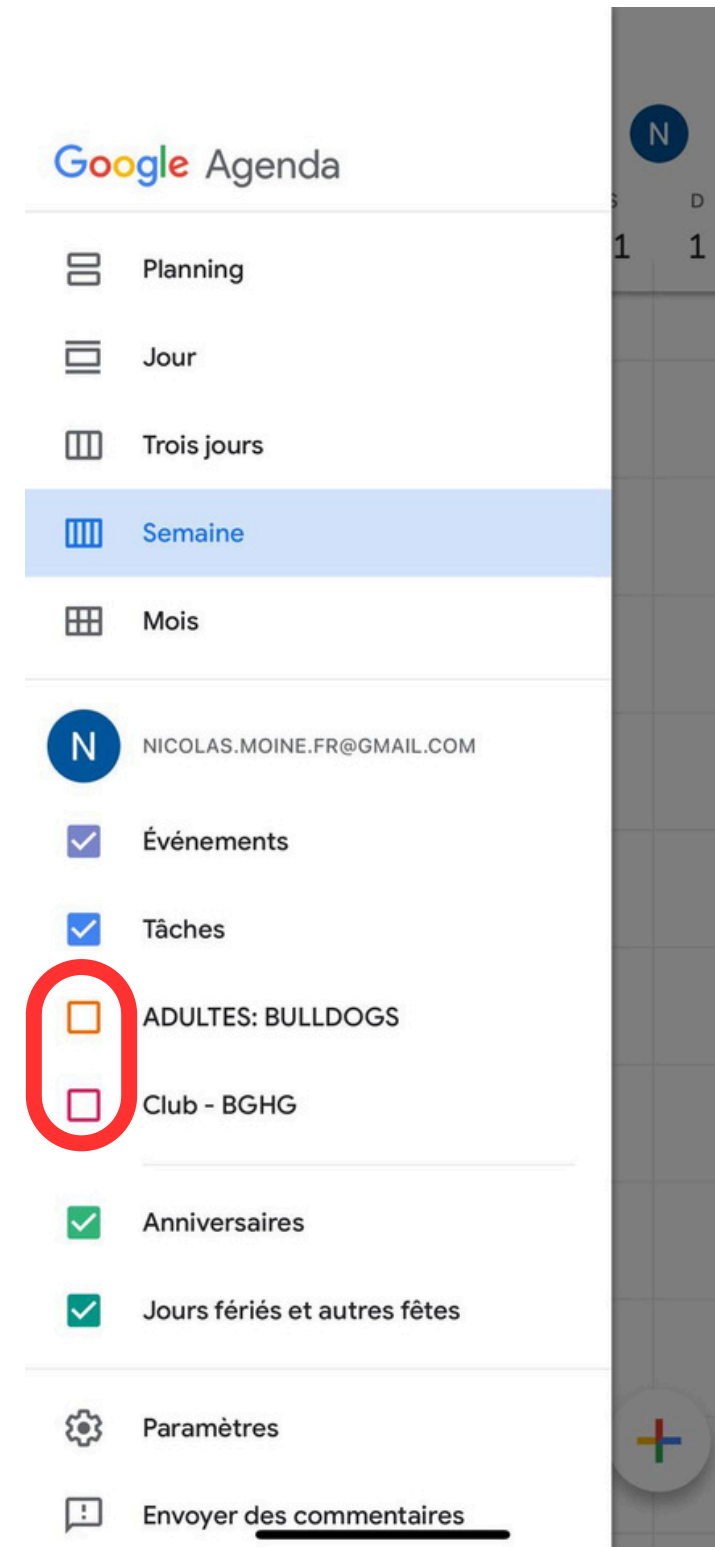 Google Agenda
N
S D
1 1
Planning
Jour
Trois jours
Semaine
Mois
N NICOLAS.MOINE.FR@GMAIL.COM
Événements
Tâches
ADULTES: BULLDOGS
Club - BGHG
Anniversaires
Jours fériés et autres fêtes
Paramètres
Envoyer des commentaires